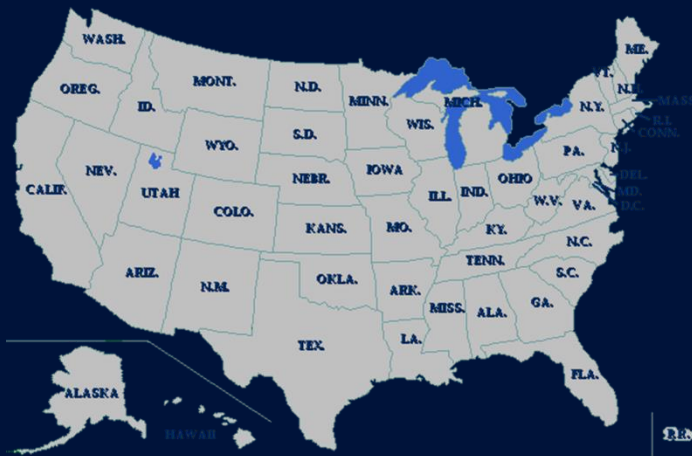 WASH.
ME.
MONT.
VT.
N.D.
OREG.
MINN.
N.H.
ID.
MICH.
MASS
N.Y.
WIS.
R.I.
S.D.
CONN.
WYO.
N.J.
PA.
IOWA
NEV.
NEBR.
OHIO
DEL.
CALIF.
UTAH
ILL.
IND.
MD.
W.V.
VA.
D.C.
COLO.
KANS.
MO.
KY.
N.C.
TENN.
ARIZ.
OKLA.
S.C.
N.M.
ARK.
MISS.
ALA.
GA.
TEX.
LA.
FLA.
ALASKA
HAWAII
P.R.